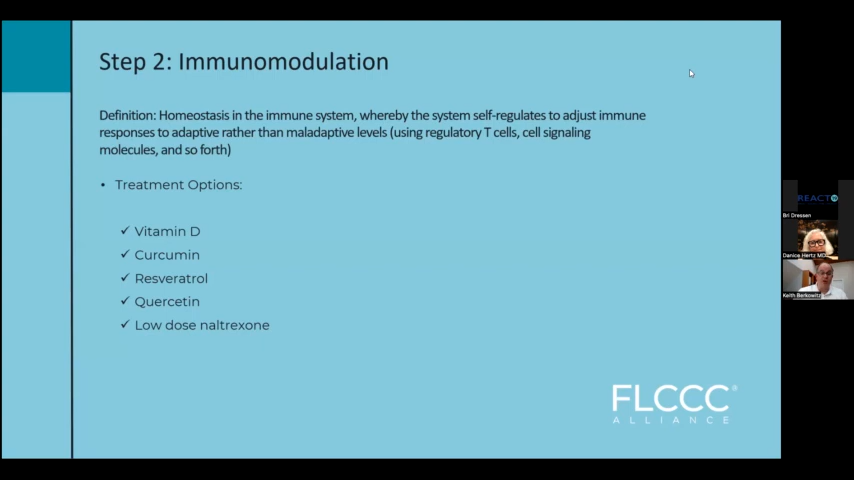 Step 2: Immunomodulation
Definition: Homeostasis in the immune system, whereby the system self-regulates to adjust immune
responses to adaptive rather than maladaptive levels (using regulatory T cells, cell signaling
molecules, and so forth)
• Treatment Options:
✓ Vitamin D
✓ Curcumin
✓ Resveratrol
✓ Quercetin
✓ Low dose naltrexone
FLCCC®
ALLIANCE
REACT19
Bri Dressen
Danice Hertz MD
Keith Berkowitz